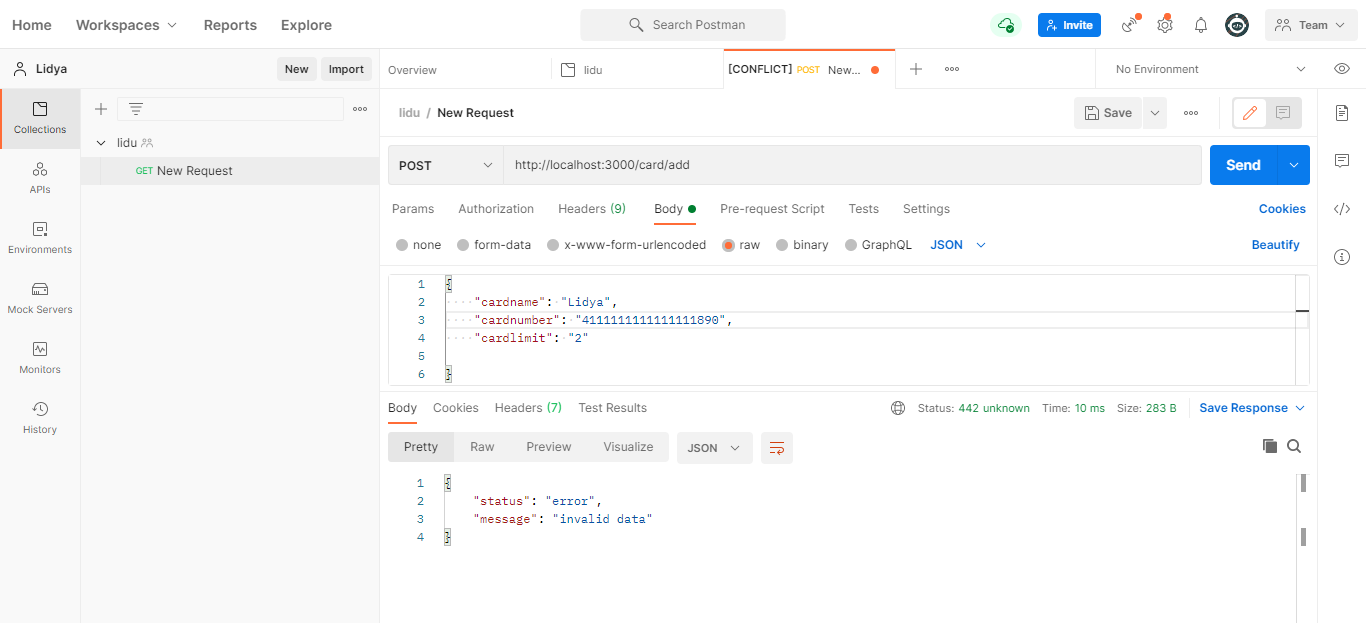 Home Workspaces Reports Explore Search Postman Invite Team
Lidya New Import
Overview lidu [CONFLICT] POST New... No Environment
Collections
APIs
Environments
Mock Servers
Monitors
History
lidu
GET New Request
lidu / New Request Save
POST http://localhost:3000/card/add Send
Params Authorization Headers (9) Body Pre-request Script Tests Settings Cookies
none form-data x-www-form-urlencoded raw binary GraphQL JSON Beautify
1 {
2 "cardname": "Lidya",
3 "cardnumber": "4111111111111111890",
4 "cardlimit": "2"
5
6 }
Body Cookies Headers (7) Test Results Status: 442 unknown Time: 10 ms Size: 283 B Save Response
Pretty Raw Preview Visualize JSON
1 {
2 "status": "error",
3 "message": "invalid data"
4 }